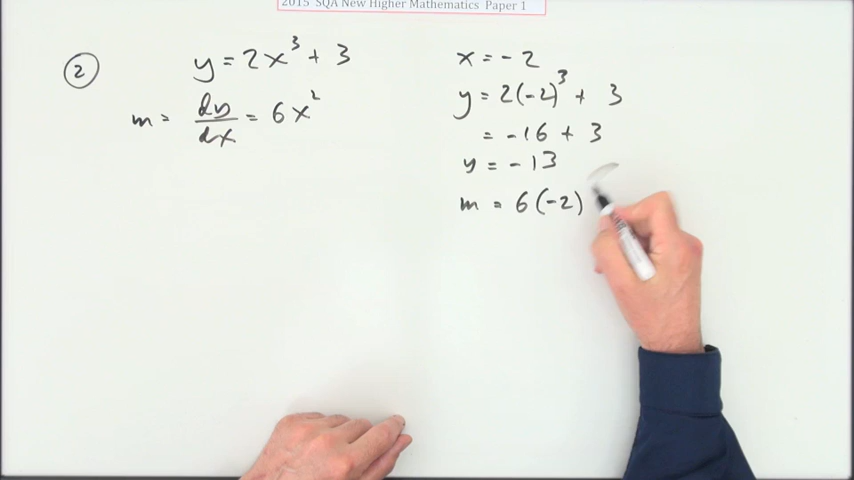 2015 SQA New Higher Mathematics Paper 1
2
y = 2x³ + 3
m = dy/dx = 6x²
x = -2
y = 2(-2)³ + 3
= -16 + 3
y = -13
m = 6(-2)